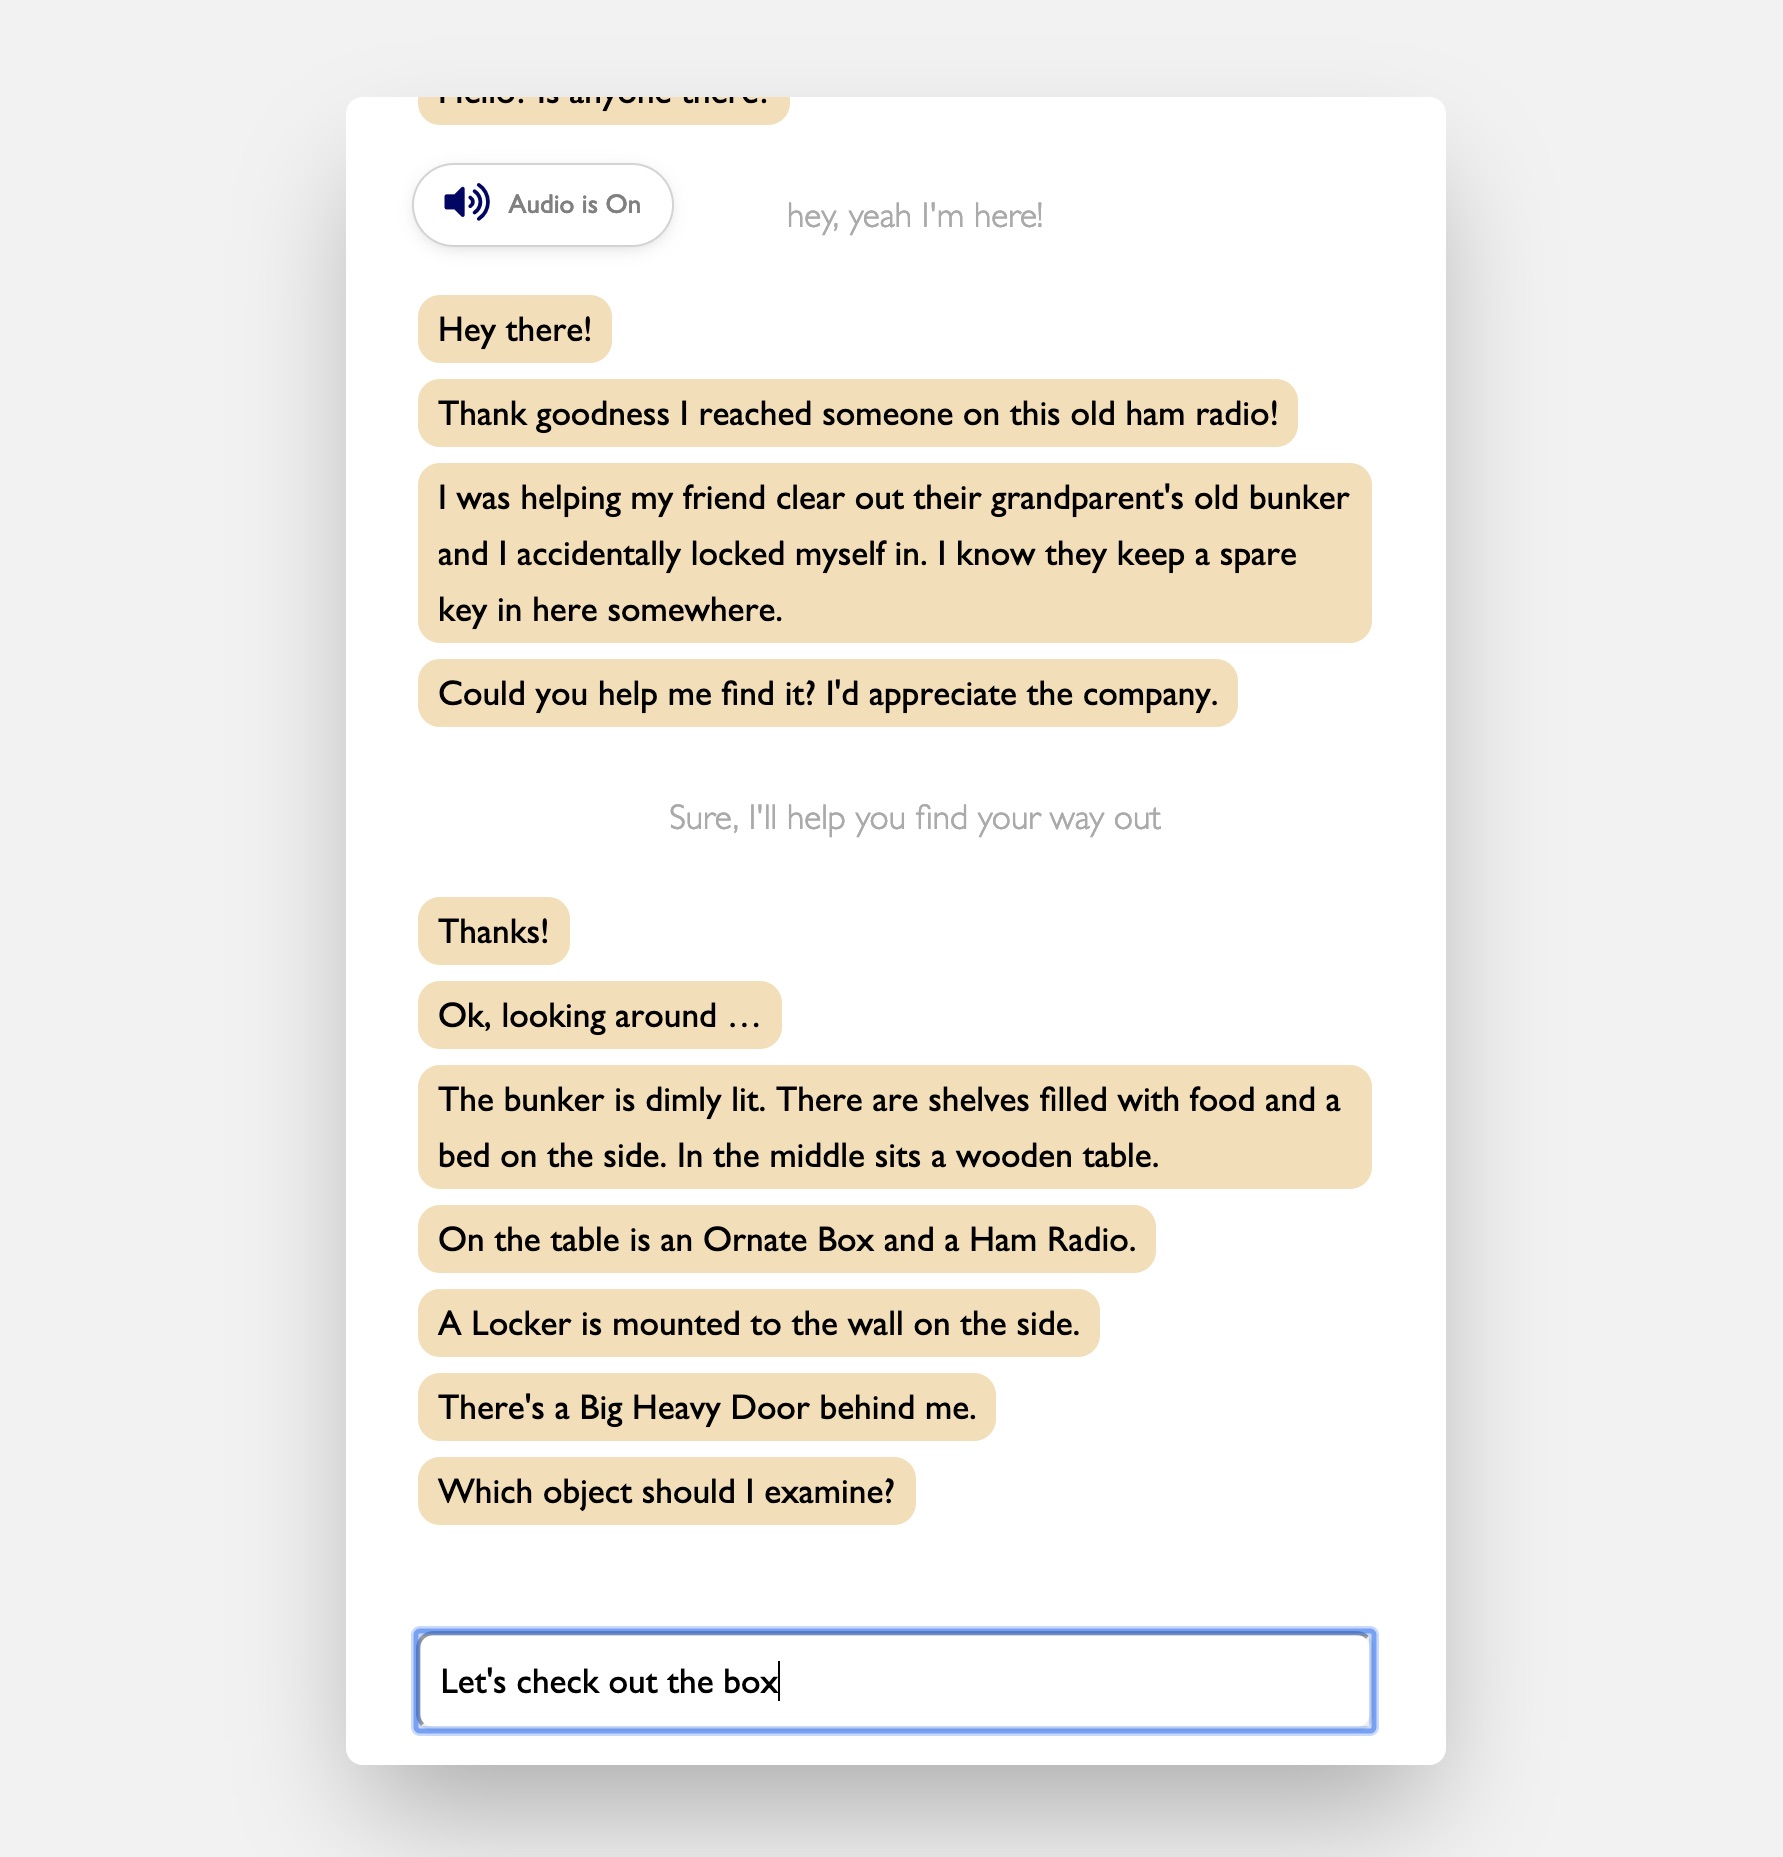 Hello? Is anyone there?
Audio is On
hey, yeah I'm here!
Hey there!
Thank goodness I reached someone on this old ham radio!
I was helping my friend clear out their grandparent's old bunker
and I accidentally locked myself in. I know they keep a spare
key in here somewhere.
Could you help me find it? I'd appreciate the company.
Sure, I'll help you find your way out
Thanks!
Ok, looking around …
The bunker is dimly lit. There are shelves filled with food and a
bed on the side. In the middle sits a wooden table.
On the table is an Ornate Box and a Ham Radio.
A Locker is mounted to the wall on the side.
There's a Big Heavy Door behind me.
Which object should I examine?
Let's check out the box